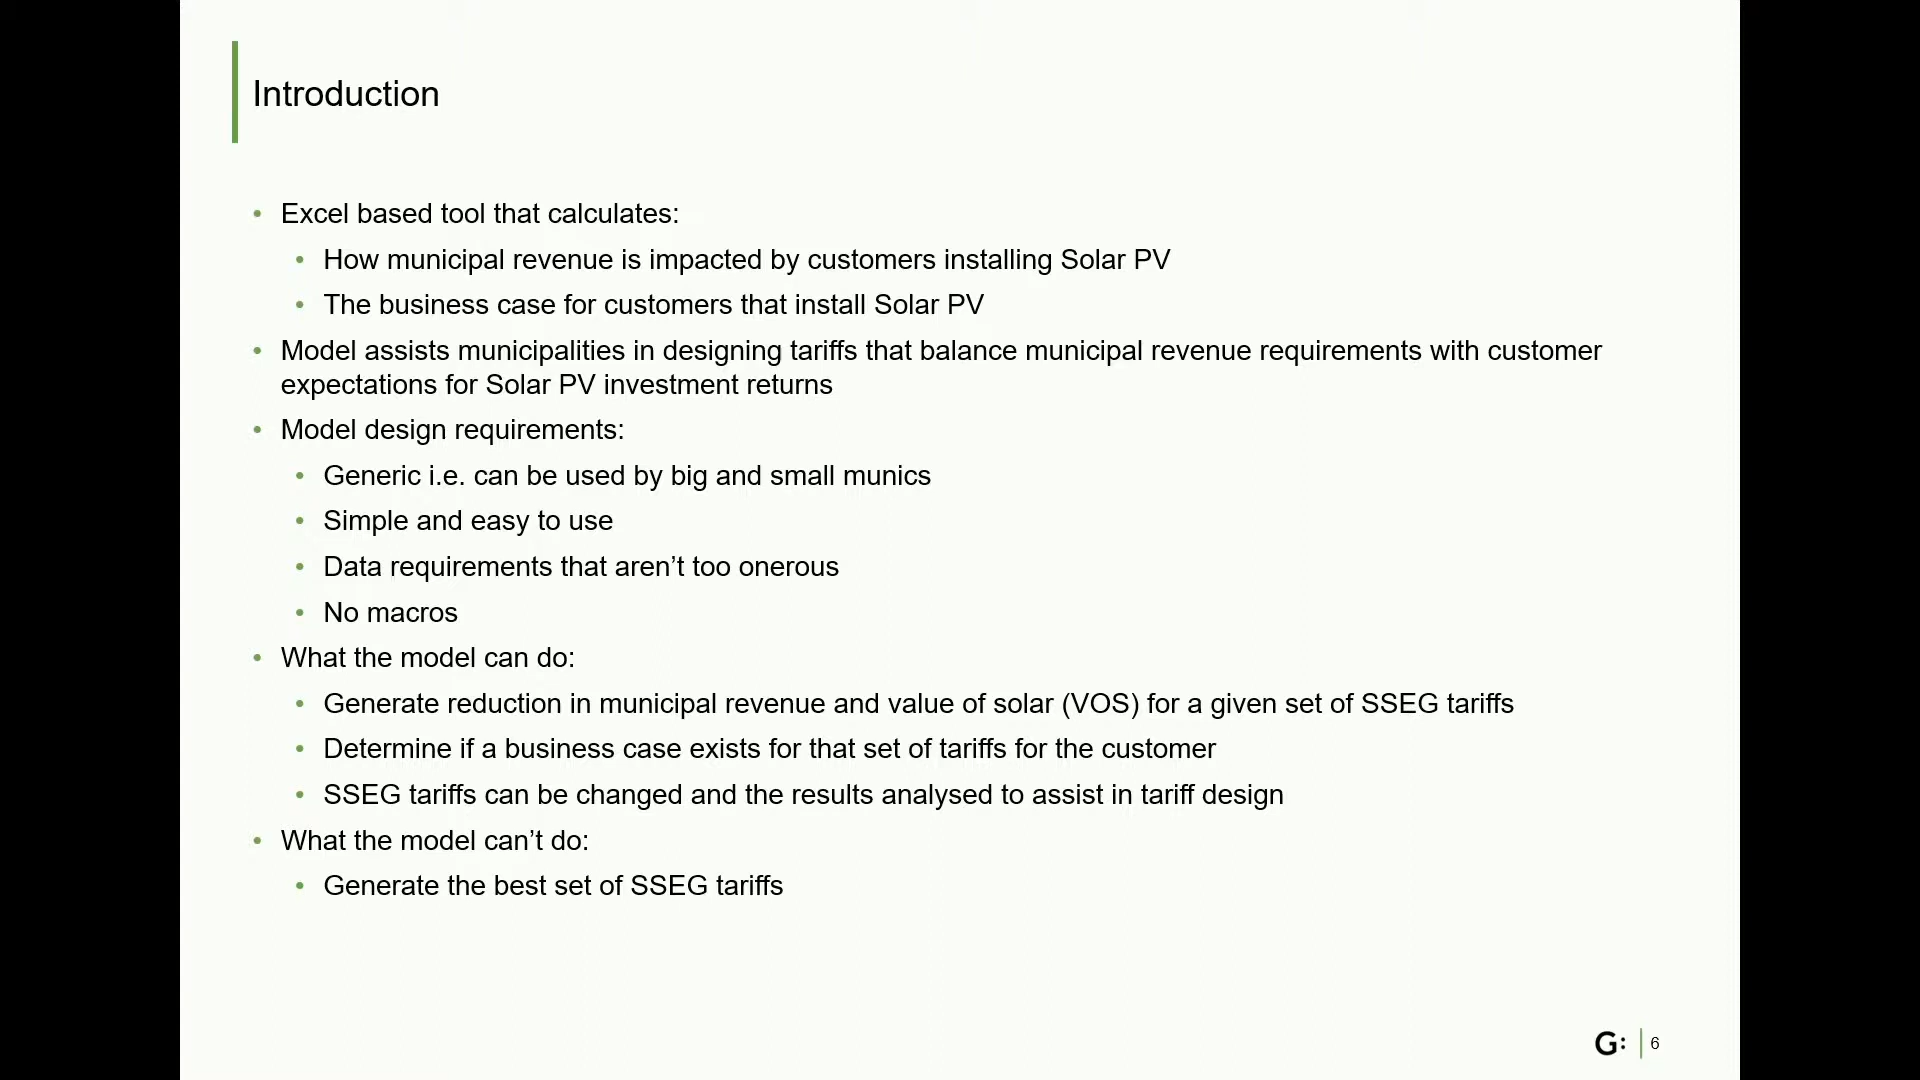 Introduction
• Excel based tool that calculates:
• How municipal revenue is impacted by customers installing Solar PV
• The business case for customers that install Solar PV
• Model assists municipalities in designing tariffs that balance municipal revenue requirements with customer
expectations for Solar PV investment returns
• Model design requirements:
• Generic i.e. can be used by big and small munics
• Simple and easy to use
• Data requirements that aren’t too onerous
• No macros
• What the model can do:
• Generate reduction in municipal revenue and value of solar (VOS) for a given set of SSEG tariffs
• Determine if a business case exists for that set of tariffs for the customer
• SSEG tariffs can be changed and the results analysed to assist in tariff design
• What the model can’t do:
• Generate the best set of SSEG tariffs
G: 6